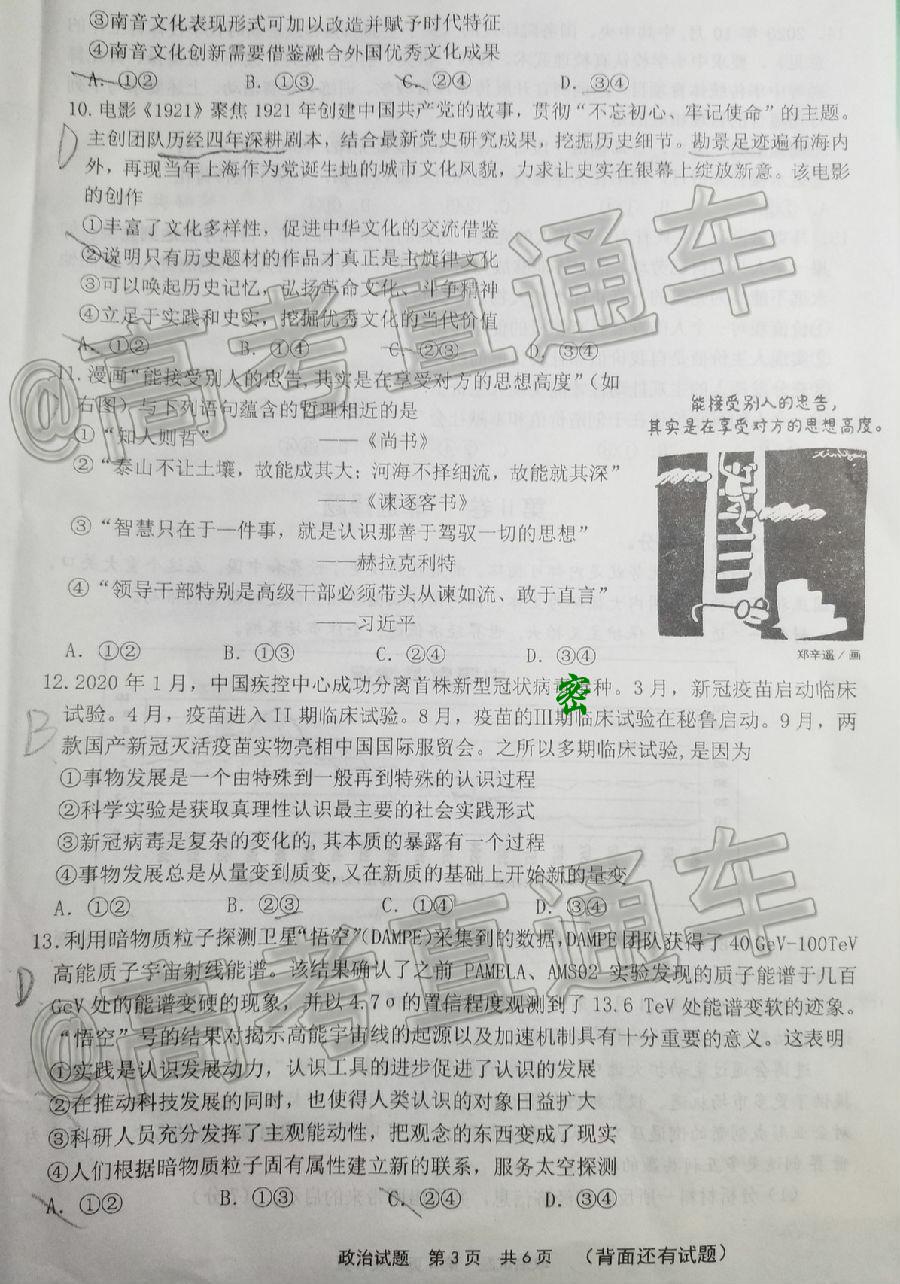 ③南音文化表现形式可加以改造并赋予时代特征
④南音文化创新需要借鉴融合外国优秀文化成果
A. ①② B. ①③ C. ②④ D. ③④
10. 电影《1921》聚焦 1921 年创建中国共产党的故事，贯彻“不忘初心、牢记使命”的主题。
D
主创团队历经四年深耕剧本，结合最新党史研究成果，挖掘历史细节。勘景足迹遍布海内
外，再现当年上海作为党诞生地的城市文化风貌，力求让史实在银幕上绽放新意。该电影
的创作
①丰富了文化多样性，促进中华文化的交流借鉴
②说明只有历史题材的作品才真正是主旋律文化
③可以唤起历史记忆，弘扬革命文化、斗争精神
④立足于实践和史实，挖掘优秀文化的当代价值
A. ①② B. ①④ C. ②③ D. ③④
11. 漫画“能接受别人的忠告,其实是在享受对方的思想高度”(如
右图)与下列语句蕴含的哲理相近的是
①“知人则哲” ——《尚书》
②“泰山不让土壤，故能成其大；河海不择细流，故能就其深”
——《谏逐客书》
③“智慧只在于一件事，就是认识那善于驾驭一切的思想”
——赫拉克利特
④“领导干部特别是高级干部必须带头从谏如流、敢于直言”
——习近平
A. ①② B. ①③ C. ②④ D. ③④
能接受别人的忠告,
其实是在享受对方的思想高度。
郑辛遥／画
12. 2020 年 1 月，中国疾控中心成功分离首株新型冠状病毒毒种。3 月，新冠疫苗启动临床
密
B
试验。4 月，疫苗进入 II 期临床试验。8 月，疫苗的Ⅲ期临床试验在秘鲁启动。9 月，两
款国产新冠灭活疫苗实物亮相中国国际服贸会。之所以多期临床试验,是因为
①事物发展是一个由特殊到一般再到特殊的认识过程
②科学实验是获取真理性认识最主要的社会实践形式
③新冠病毒是复杂的变化的,其本质的暴露有一个过程
④事物发展总是从量变到质变,又在新质的基础上开始新的量变
A. ①② B. ②③ C. ①④ D. ③④
13. 利用暗物质粒子探测卫星“悟空”(DAMPE)采集到的数据,DAMPE 团队获得了 40 GeV-100TeV
D
高能质子宇宙射线能谱。该结果确认了之前 PAMELA、AMS02 实验发现的质子能谱于几百
GeV 处的能谱变硬的现象，并以 4.7σ 的置信程度观测到了 13.6 TeV 处能谱变软的迹象。
“悟空”号的结果对揭示高能宇宙线的起源以及加速机制具有十分重要的意义。这表明
①实践是认识发展动力，认识工具的进步促进了认识的发展
②在推动科技发展的同时，也使得人类认识的对象日益扩大
③科研人员充分发挥了主观能动性，把观念的东西变成了现实
④人们根据暗物质粒子固有属性建立新的联系，服务太空探测
A. ①② B. ①③ C. ②④ D. ③④
政治试题 第 3 页 共 6 页 （背面还有试题）
@高考直通车
@高考直通车